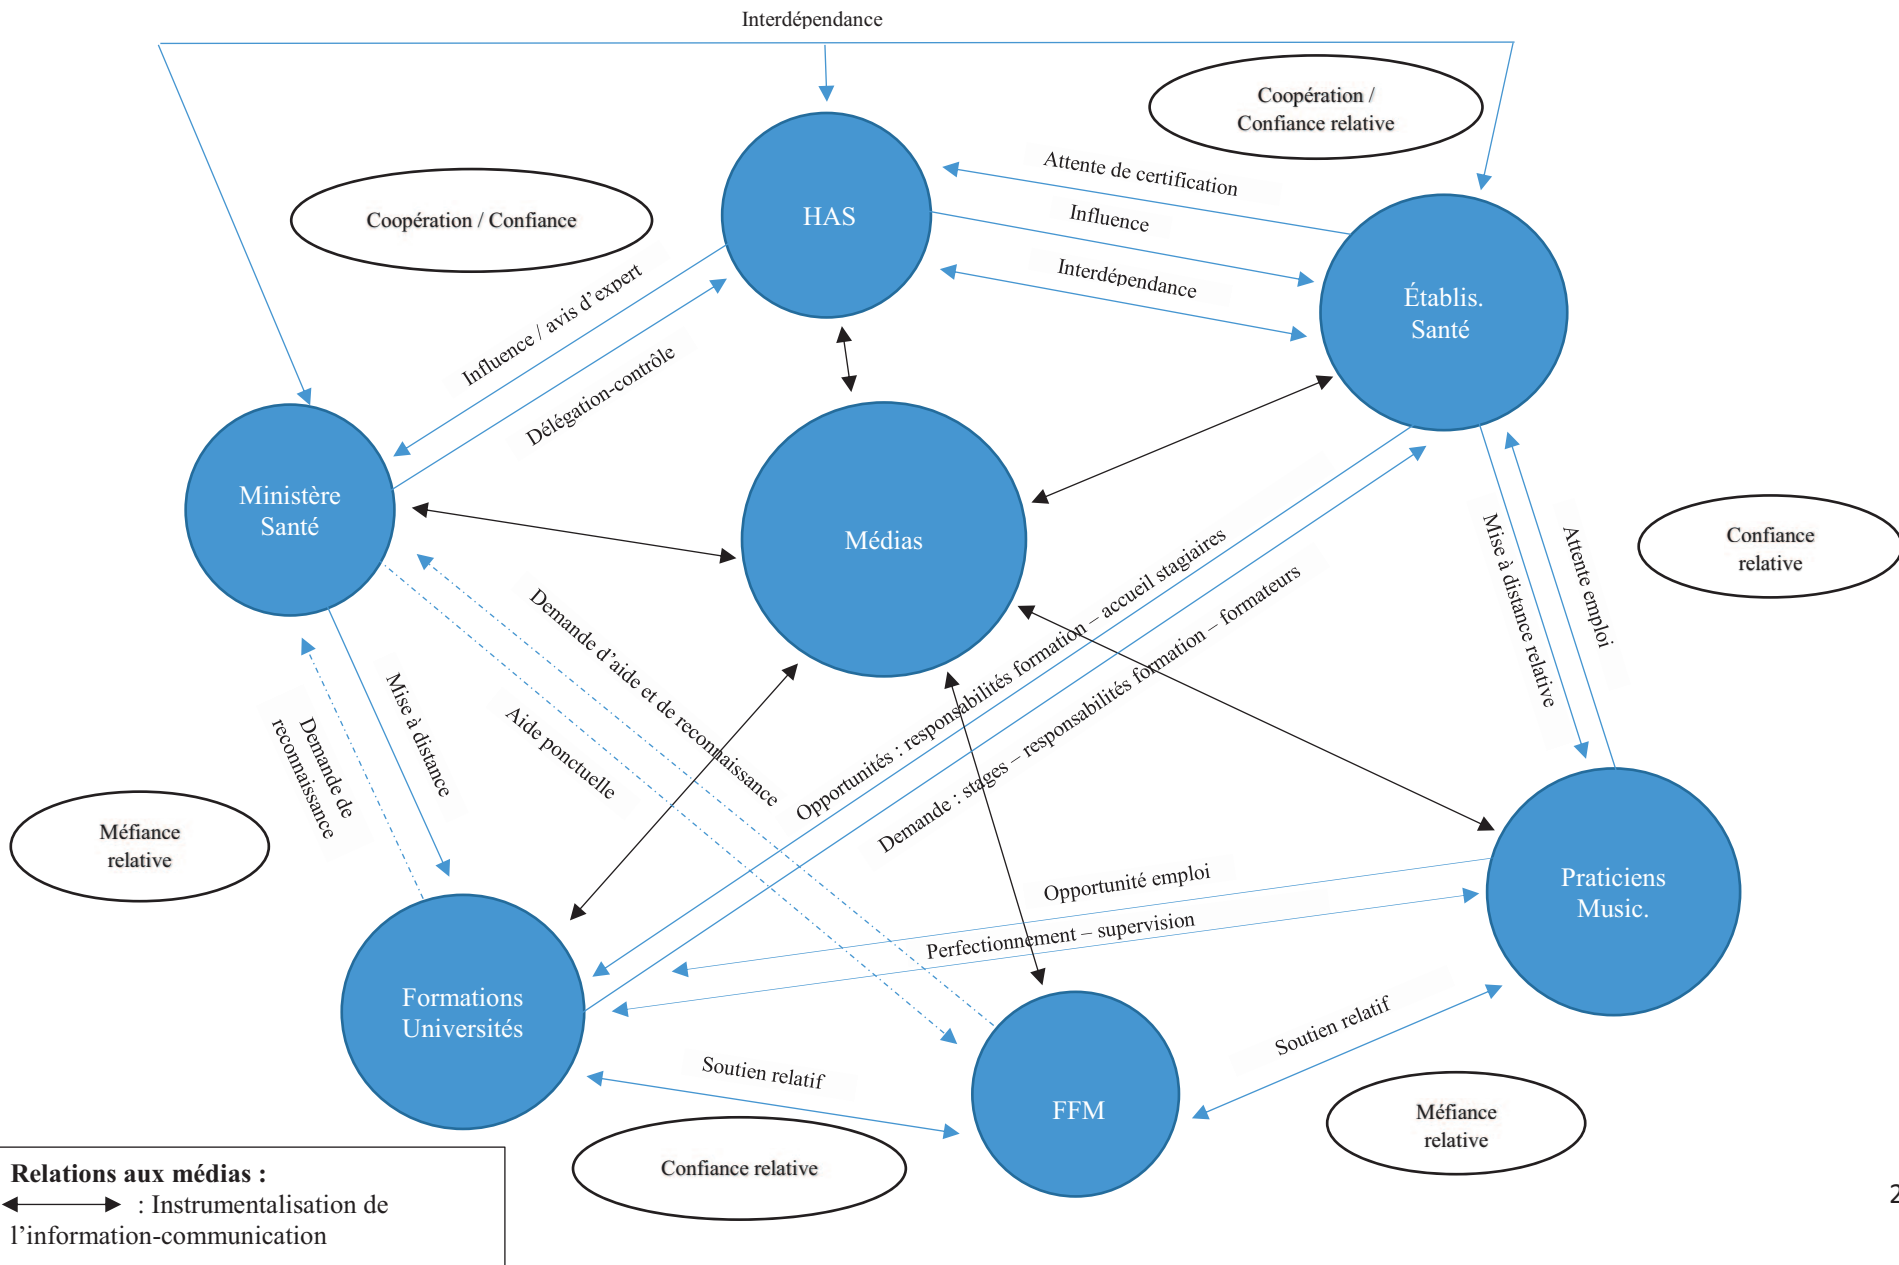 Interdépendance
Coopération /
Confiance relative
Coopération / Confiance
HAS
Attente de certification
Influence
Interdépendance
Établis.
Santé
Influence / avis d’expert
Délégation-contrôle
Ministère
Santé
Médias
Mise à distance relative
Attente emploi
Confiance
relative
Opportunités : responsabilités formation – accueil stagiaires
Demande : stages – responsabilités formation – formateurs
Demande d’aide et de reconnaissance
Aide ponctuelle
Mise à distance
Demande de
reconnaissance
Méfiance
relative
Opportunité emploi
Perfectionnement – supervision
Praticiens
Music.
Formations
Universités
Soutien relatif
Soutien relatif
FFM
Confiance relative
Méfiance
relative
Relations aux médias :
: Instrumentalisation de
l’information-communication
2